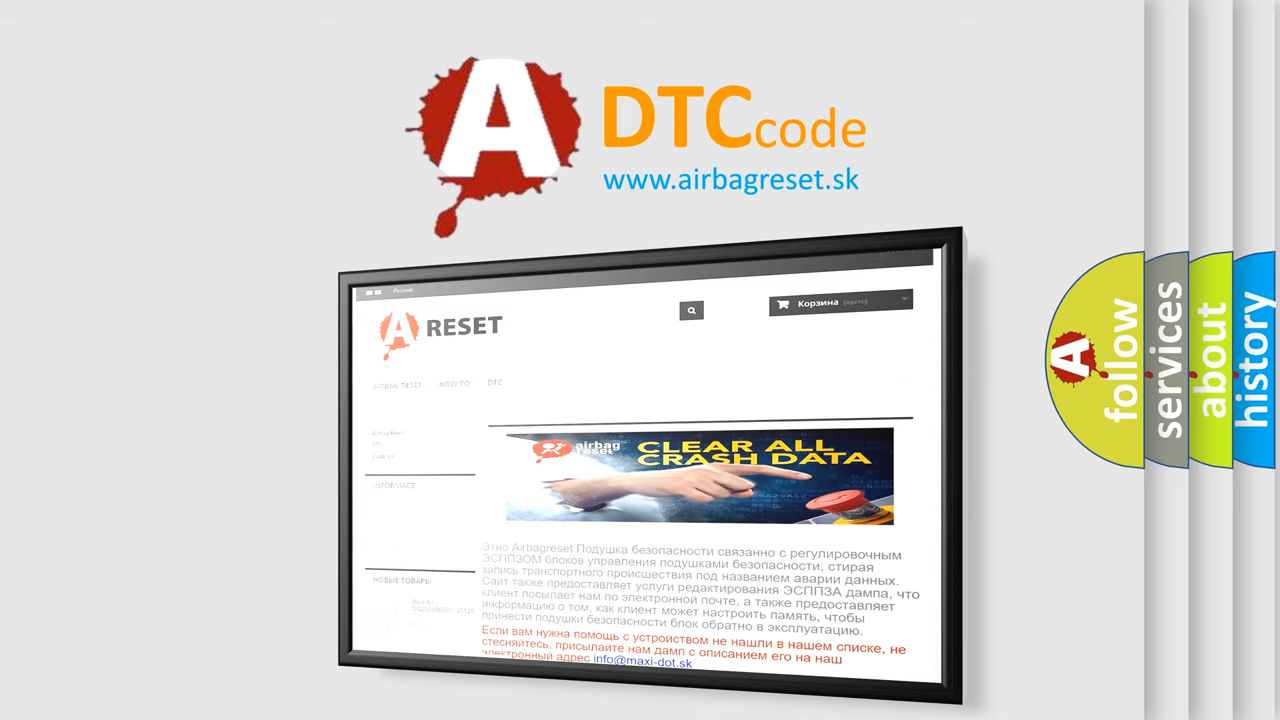 A
DTCcode
www.airbagreset.sk
Русский
A RESET
Корзина (пусто)
AIRBAG RESET HOW TO DTC
Airbag Reset
DTC
INFORMACE
airbag
reset
CLEAR ALL
CRASH DATA
Этно Airbagreset Подушка безопасности связанно с регулировочным
ЭСППЗОМ блоков управления подушками безопасности, стирая
запись транспортного происшествия под названием аварии данных.
Сайт также предоставляет услуги редактирования ЭСППЗА дампа, что
клиент посылает нам по электронной почте, а также предоставляет
информацию о том, как клиент может настроить память, чтобы
принести подушки безопасности блок обратно в эксплуатацию.
НОВЫЕ ТОВАРЫ
Если вам нужна помощь с устройством не нашли в нашем списке, не
стесняйтесь, присылайте нам дамп с описанием его на наш
электронный адрес info@maxi-dot.sk
A
follow
services
about
history